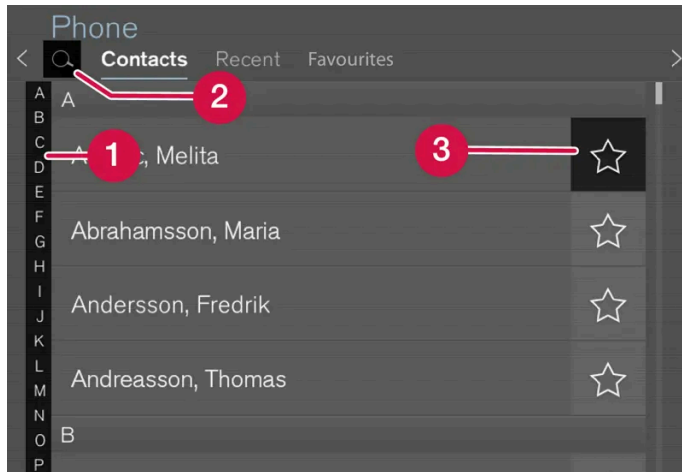 Phone
Contacts Recent Favourites
2
A
B
C
D
E
F
G
H
I
J
K
L
M
N
O
P
A
1
Melita
3
Abrahamsson, Maria
Andersson, Fredrik
Andreasson, Thomas
B